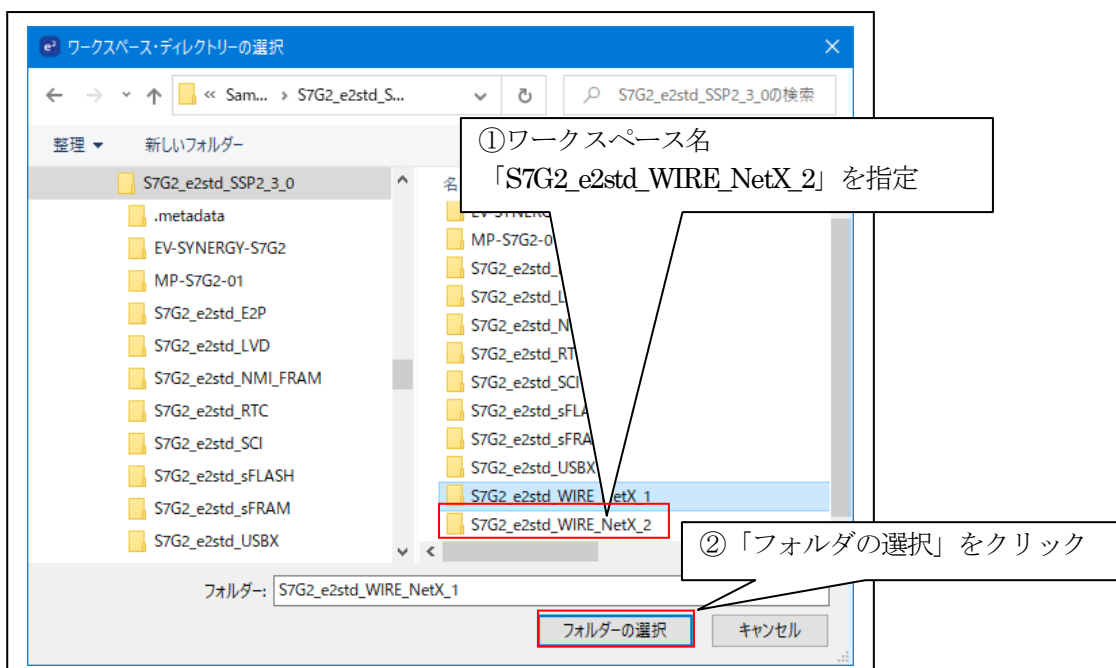 e² ワークスペース・ディレクトリーの選択
« Sam... › S7G2_e2std_S...
S7G2_e2std_SSP2_3_0の検索
整理 新しいフォルダー
①ワークスペース名
「S7G2_e2std_WIRE_NetX_2」を指定
S7G2_e2std_SSP2_3_0
.metadata
EV-SYNERGY-S7G2
MP-S7G2-01
S7G2_e2std_E2P
S7G2_e2std_LVD
S7G2_e2std_NMI_FRAM
S7G2_e2std_RTC
S7G2_e2std_SCI
S7G2_e2std_sFLASH
S7G2_e2std_sFRAM
S7G2_e2std_USBX
名
MP-S7G2-0
S7G2_e2std_
S7G2_e2std_L
S7G2_e2std_N
S7G2_e2std_RT
S7G2_e2std_SCI
S7G2_e2std_sFLA
S7G2_e2std_sFRA
S7G2_e2std_USBX
S7G2_e2std_WIRE_NetX_1
S7G2_e2std_WIRE_NetX_2
②「フォルダの選択」をクリック
フォルダー: S7G2_e2std_WIRE_NetX_1
フォルダーの選択 キャンセル